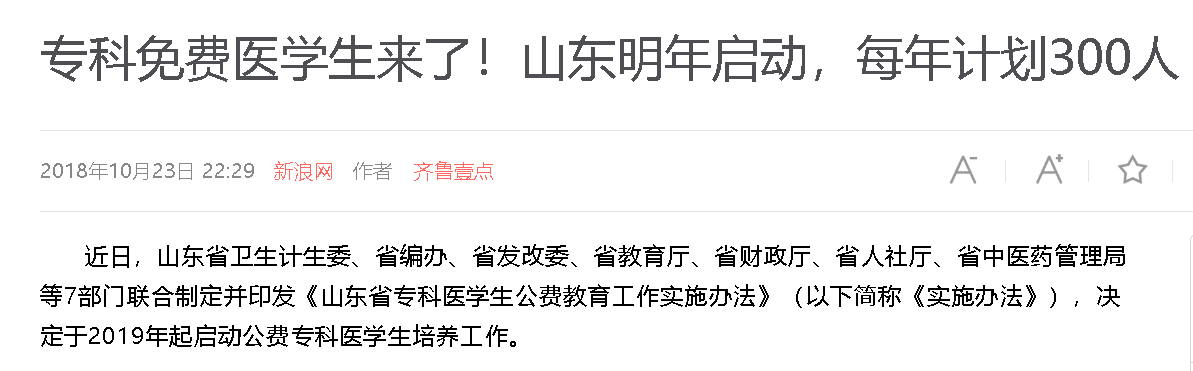 专科免费医学生来了！山东明年启动，每年计划300人
2018年10月23日 22:29 新浪网 作者 齐鲁壹点
A- A+
近日，山东省卫生计生委、省编办、省发改委、省教育厅、省财政厅、省人社厅、省中医药管理局
等7部门联合制定并印发《山东省专科医学生公费教育工作实施办法》（以下简称《实施办法》），决
定于2019年起启动公费专科医学生培养工作。